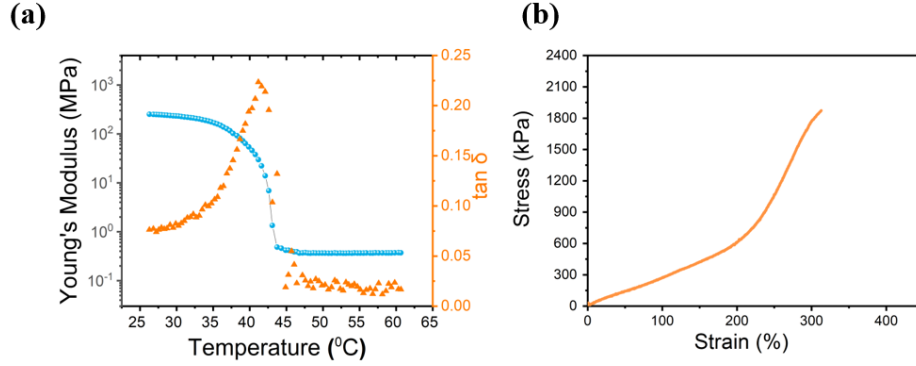 (a)
Young's Modulus (MPa)
10³
10²
10¹
10⁰
10⁻¹
0.25
0.20
0.15
0.10
0.05
0.00
tan δ
25 30 35 40 45 50 55 60 65
Temperature (⁰C)
(b)
Stress (kPa)
2400
2100
1800
1500
1200
900
600
300
0
0 100 200 300 400
Strain (%)